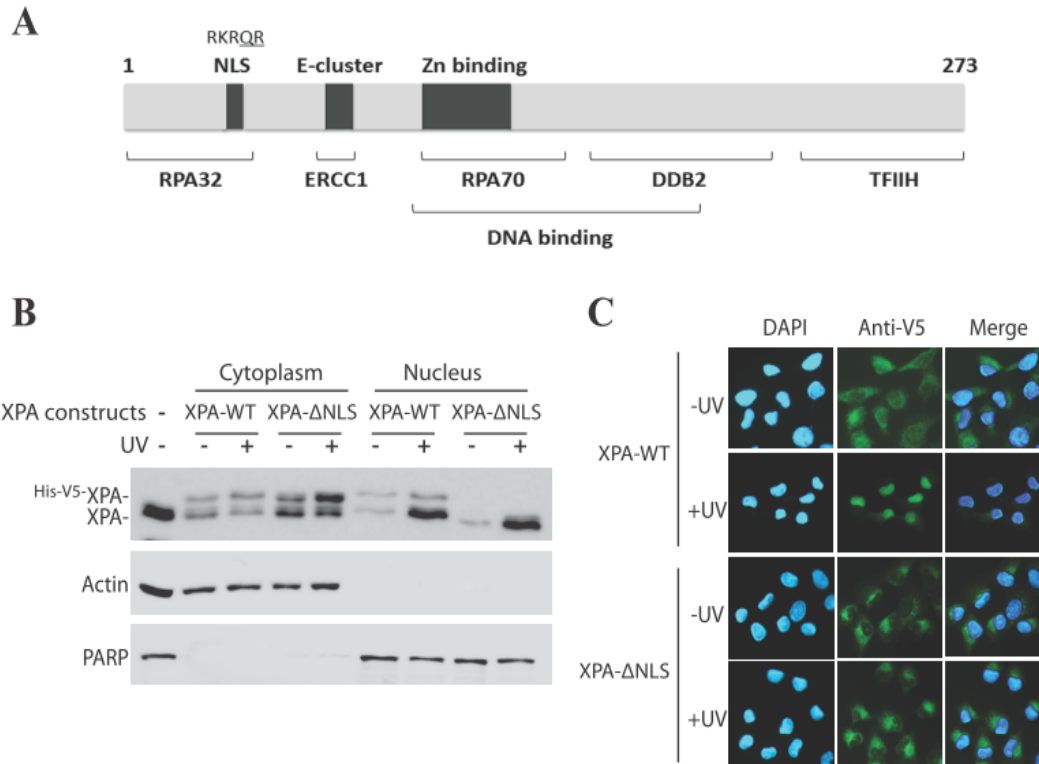 A
RKRQR
1 NLS E-cluster Zn binding 273
RPA32 ERCC1 RPA70 DDB2 TFIIH
DNA binding
B
Cytoplasm Nucleus
XPA constructs - XPA-WT XPA-ΔNLS XPA-WT XPA-ΔNLS
UV - - + - + - + - +
His-V5-XPA-
XPA-
Actin
PARP
C
DAPI Anti-V5 Merge
XPA-WT
-UV
+UV
XPA-ΔNLS
-UV
+UV